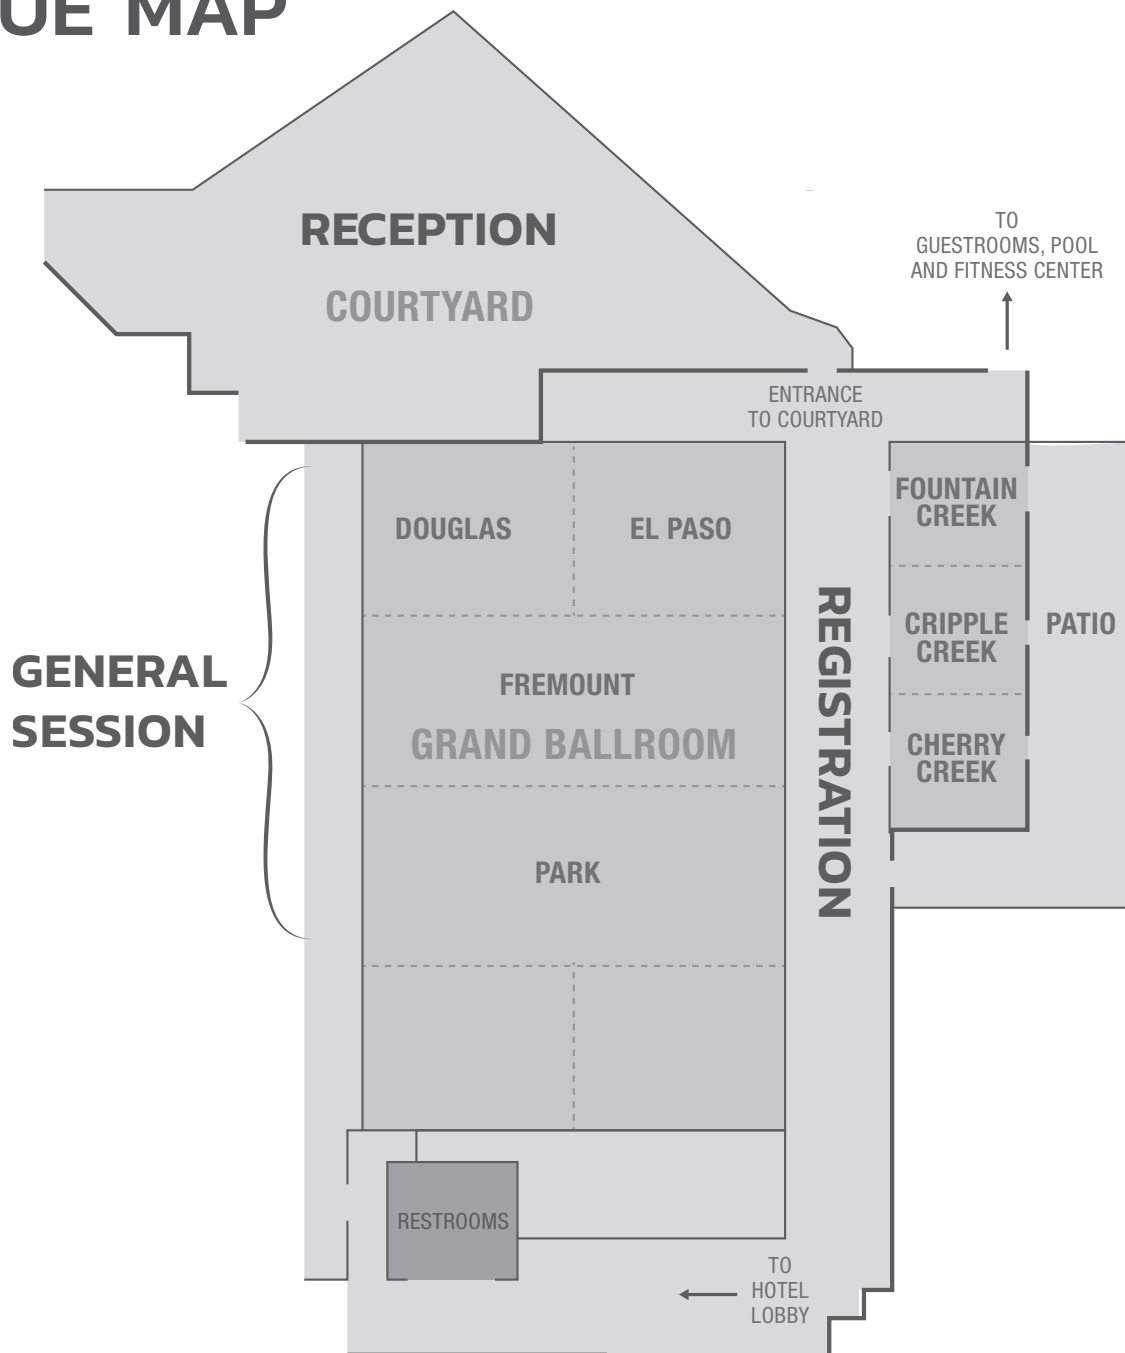 UE MAP
RECEPTION
COURTYARD
TO
GUESTROOMS, POOL
AND FITNESS CENTER
ENTRANCE
TO COURTYARD
DOUGLAS
EL PASO
FOUNTAIN
CREEK
CRIPPLE
CREEK
PATIO
GENERAL
SESSION
FREMOUNT
GRAND BALLROOM
REGISTRATION
CHERRY
CREEK
PARK
RESTROOMS
TO
HOTEL
LOBBY